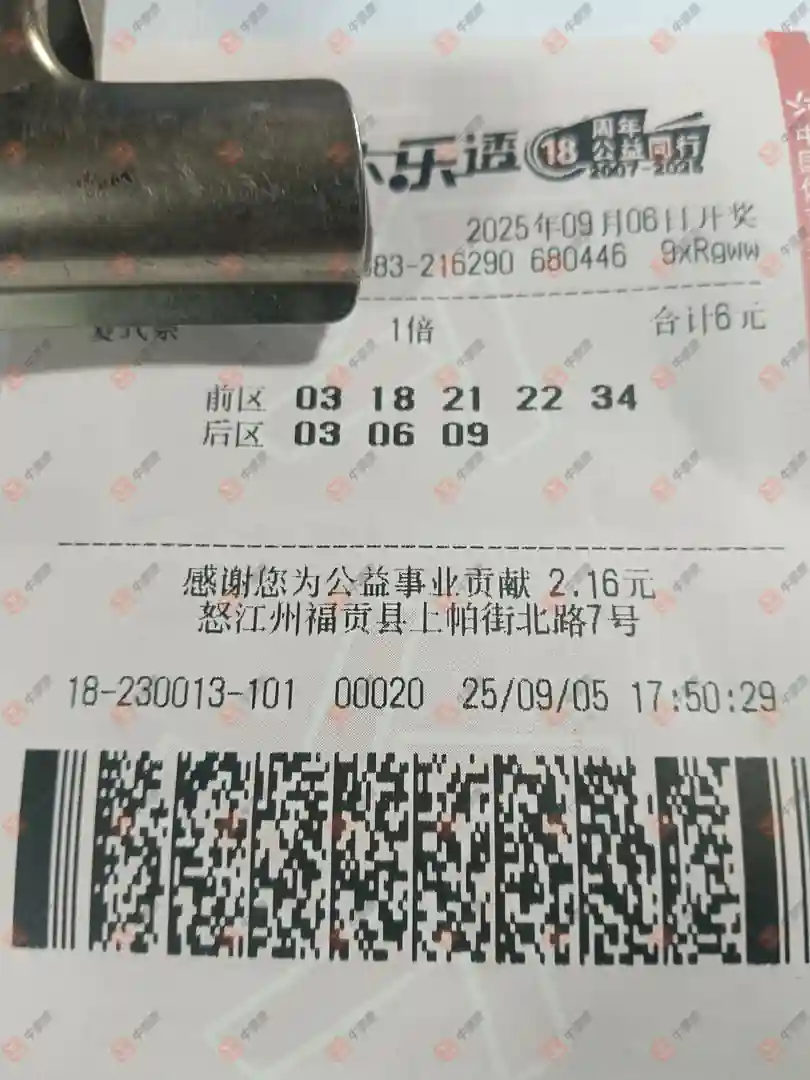 乐透 18 周年
公益同行
2007-2025
2025年09月06日开奖
83-216290 680446 9xRgww
复式票 1倍 合计6元
前区 03 18 21 22 34
后区 03 06 09
感谢您为公益事业贡献 2.16元
怒江州福贡县上帕街北路7号
18-230013-101 00020 25/09/05 17:50:29